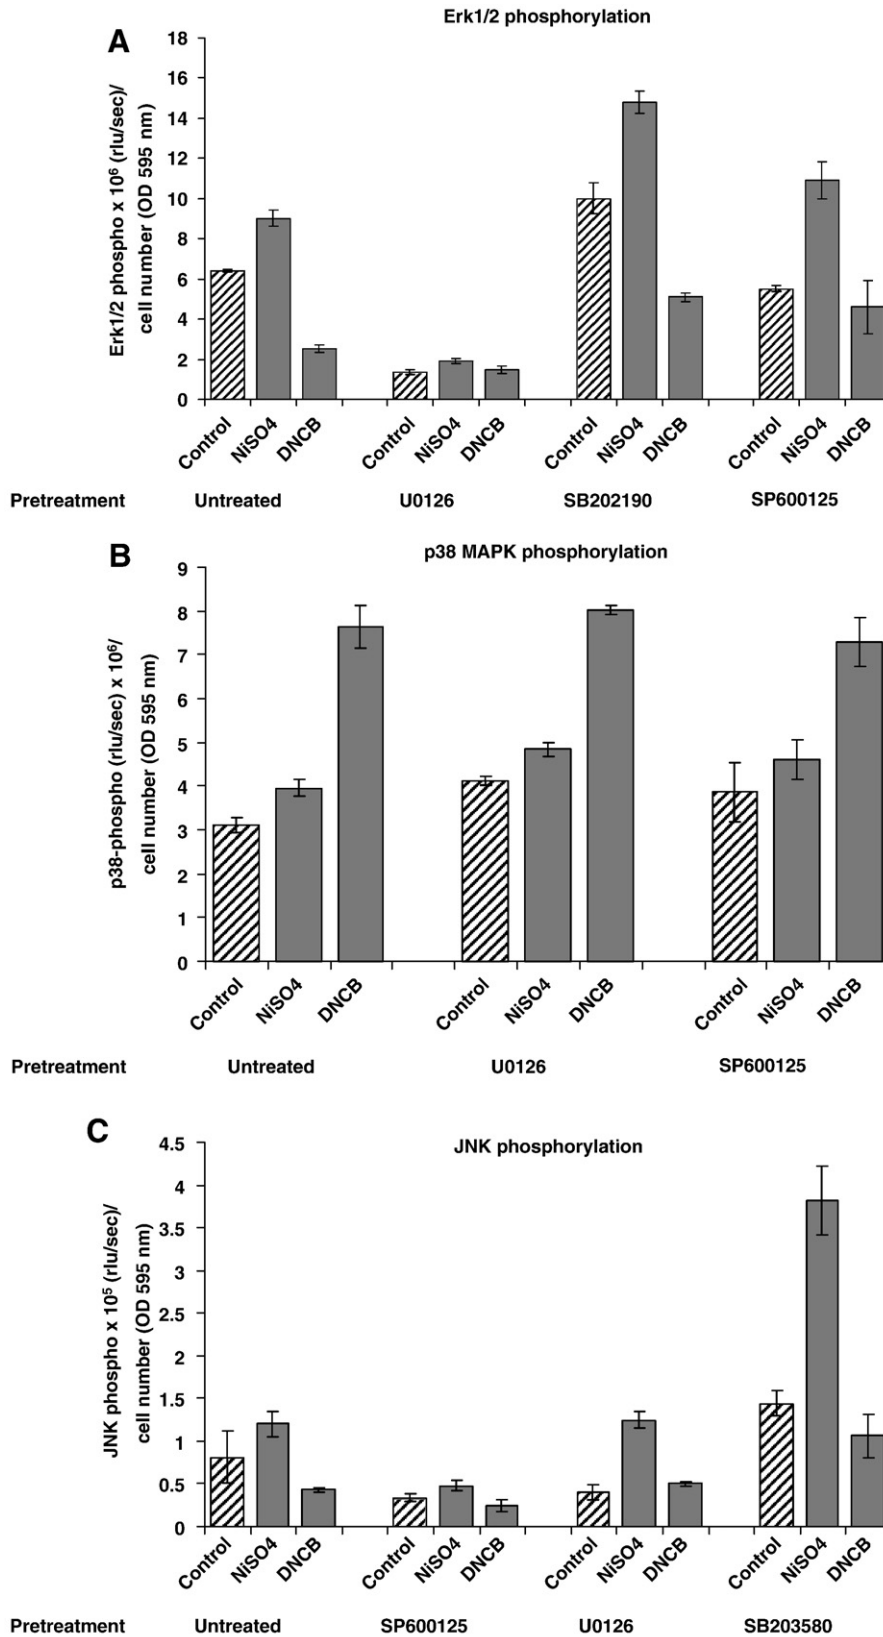 A
Erk1/2 phosphorylation
Erk1/2 phospho x 10⁶ (rlu/sec)/
cell number (OD 595 nm)
18
16
14
12
10
8
6
4
2
0
Control NiSO4 DNCB Control NiSO4 DNCB Control NiSO4 DNCB Control NiSO4 DNCB
Pretreatment Untreated U0126 SB202190 SP600125
B
p38 MAPK phosphorylation
p38-phospho (rlu/sec) x 10⁶/
cell number (OD 595 nm)
9
8
7
6
5
4
3
2
1
0
Control NiSO4 DNCB Control NiSO4 DNCB Control NiSO4 DNCB
Pretreatment Untreated U0126 SP600125
C
JNK phosphorylation
JNK phospho x 10⁵ (rlu/sec)/
cell number (OD 595 nm)
4.5
4
3.5
3
2.5
2
1.5
1
0.5
0
Control NiSO4 DNCB Control NiSO4 DNCB Control NiSO4 DNCB Control NiSO4 DNCB
Pretreatment Untreated SP600125 U0126 SB203580